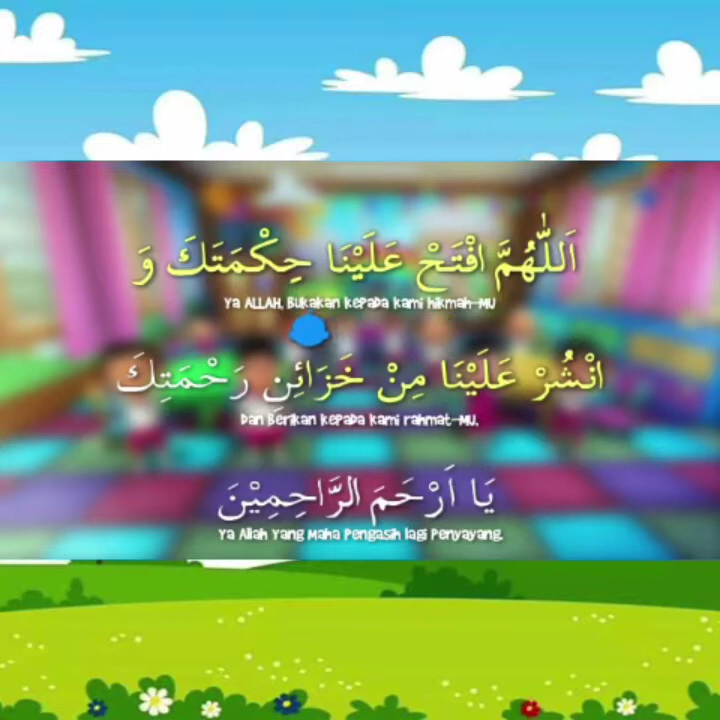 اَللّٰهُمَّ افْتَحْ عَلَيْنَا حِكْمَتَكَ وَ
Ya ALLAH, Bukakan kepada kami hikmah-MU
انْشُرْ عَلَيْنَا مِنْ خَزَائِنِ رَحْمَتِكَ
Dan Berikan kepada kami rahmat-MU,
يَا اَرْحَمَ الرَّاحِمِيْنَ
Ya Allah Yang Maha Pengasih lagi Penyayang.